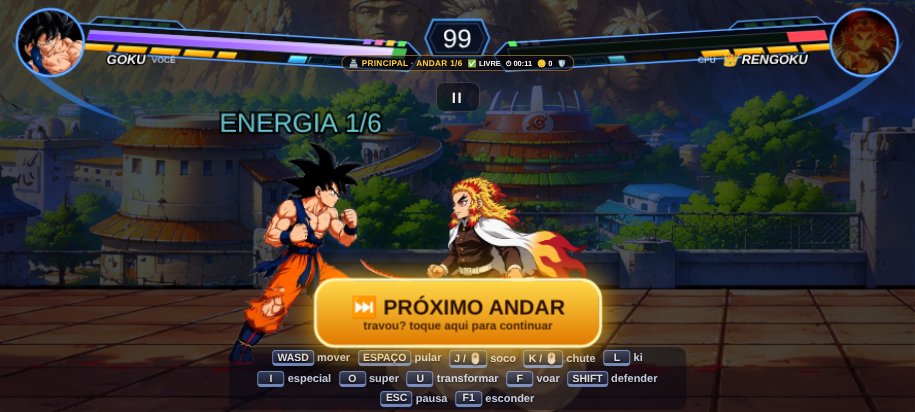 99
GOKU VOCÊ
CPU 👑 RENGOKU
PRINCIPAL · ANDAR 1/6 ✅ LIVRE ⏱ 00:11 🪙 0 🛡
ENERGIA 1/6
⏭ PRÓXIMO ANDAR
travou? toque aqui para continuar
WASD mover ESPAÇO pular J / 🖱 soco K / 🖱 chute L ki
I especial O super U transformar F voar SHIFT defender
ESC pausa F1 esconder